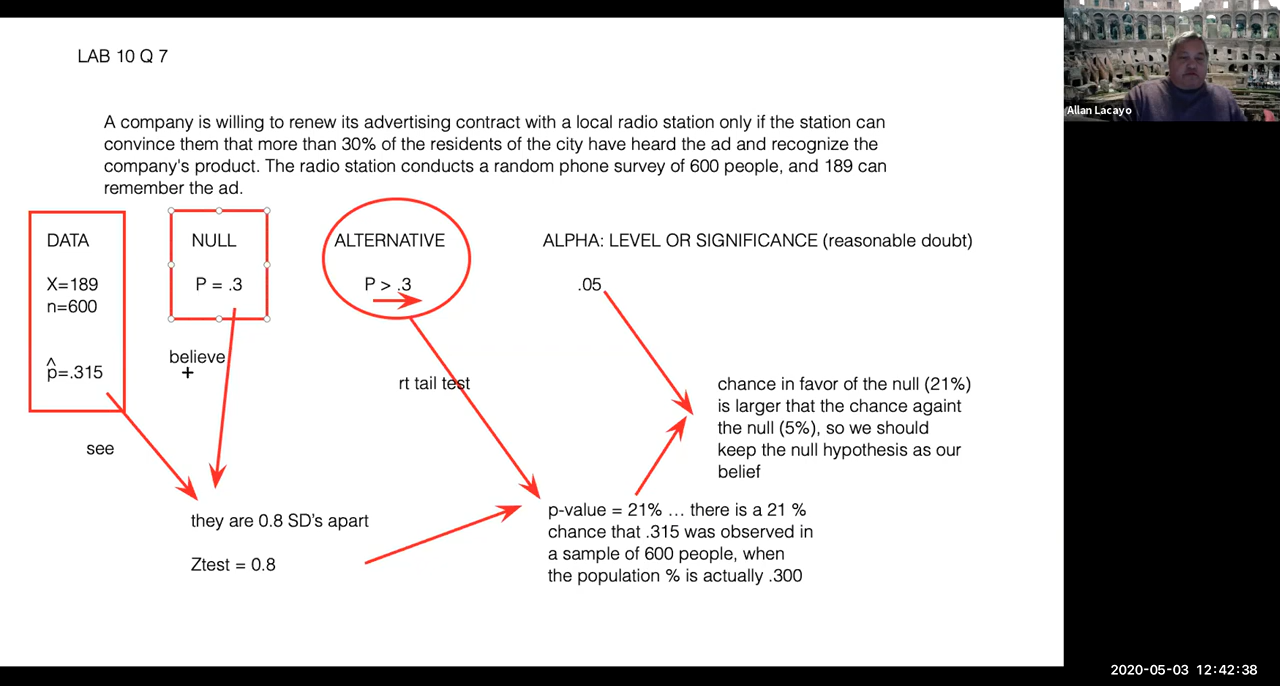 LAB 10 Q 7
Allan Lacayo
A company is willing to renew its advertising contract with a local radio station only if the station can
convince them that more than 30% of the residents of the city have heard the ad and recognize the
company's product. The radio station conducts a random phone survey of 600 people, and 189 can
remember the ad.
DATA
X=189
n=600
^
p=.315
see
NULL
P = .3
believe
+
ALTERNATIVE
P > .3
rt tail test
ALPHA: LEVEL OR SIGNIFICANCE (reasonable doubt)
.05
chance in favor of the null (21%)
is larger that the chance againt
the null (5%), so we should
keep the null hypothesis as our
belief
they are 0.8 SD's apart
Ztest = 0.8
p-value = 21% ... there is a 21 %
chance that .315 was observed in
a sample of 600 people, when
the population % is actually .300
2020-05-03 12:42:38